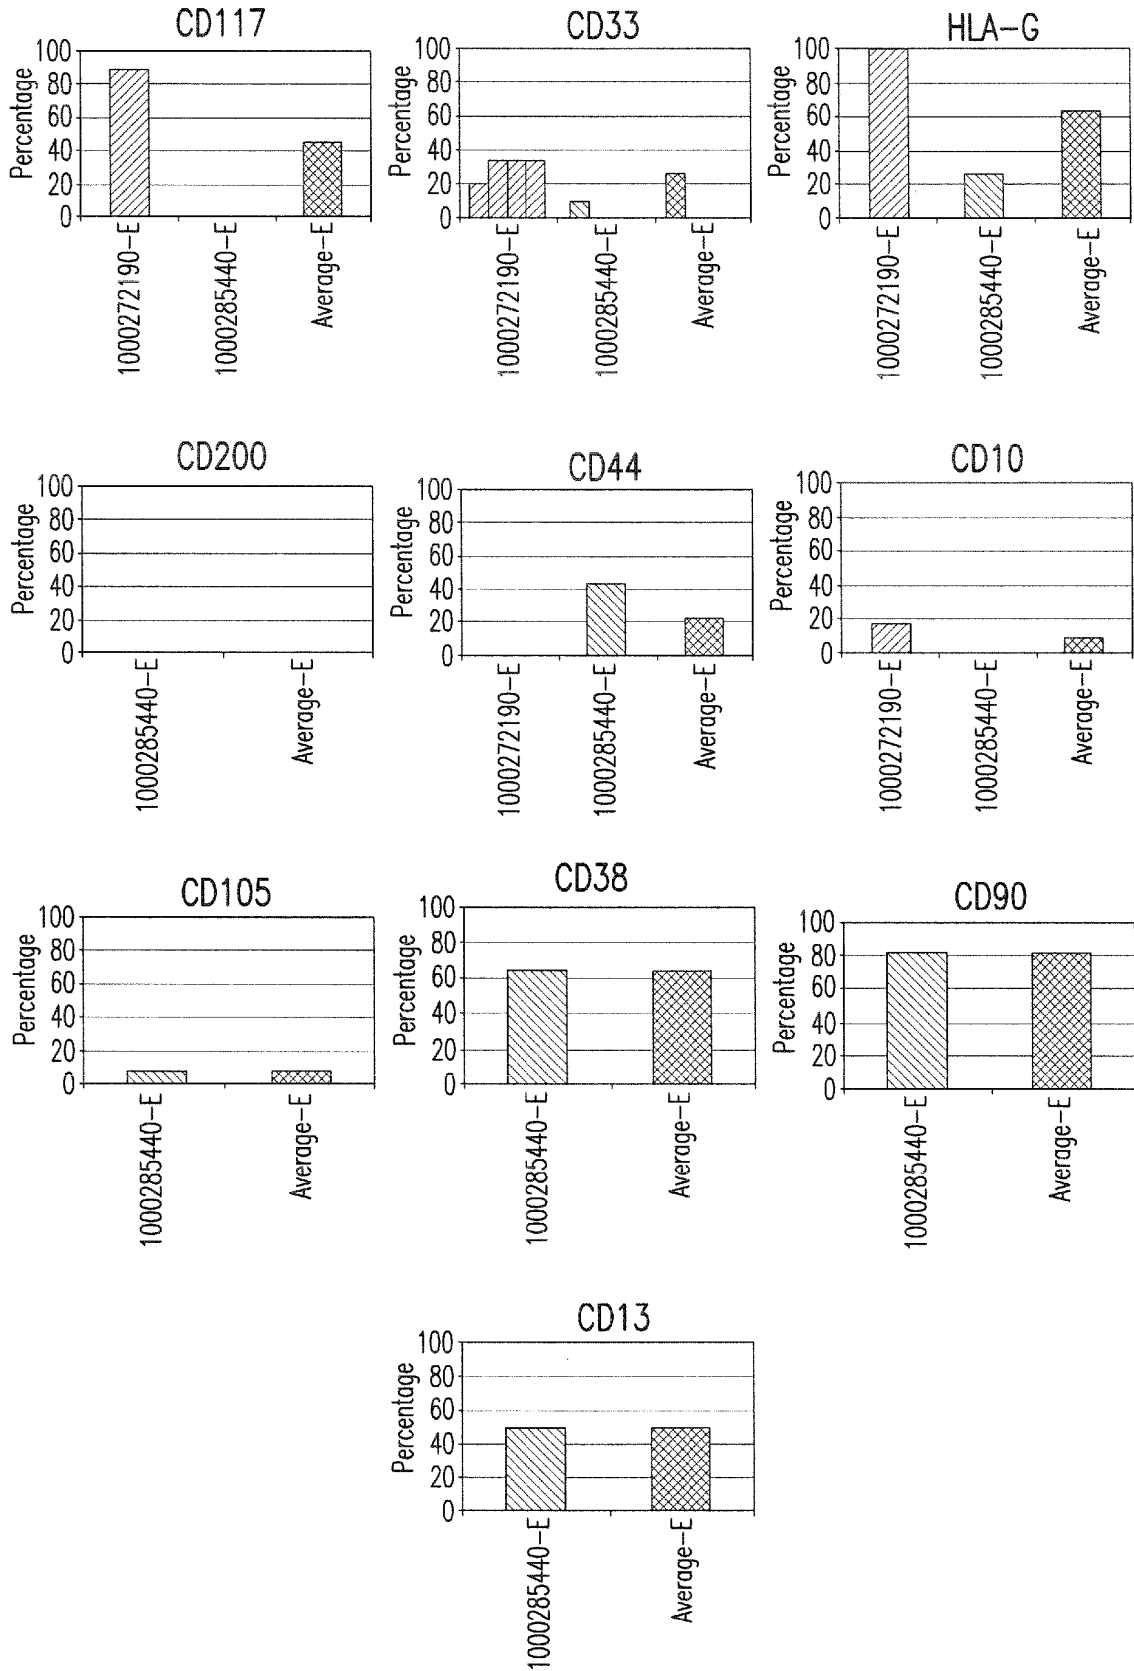 CD117
Percentage
100
80
60
40
20
0
1000272190-E
1000285440-E
Average-E
CD33
Percentage
100
80
60
40
20
0
1000272190-E
1000285440-E
Average-E
HLA-G
Percentage
100
80
60
40
20
0
1000272190-E
1000285440-E
Average-E
CD200
Percentage
100
80
60
40
20
0
1000285440-E
Average-E
CD44
Percentage
100
80
60
40
20
0
1000272190-E
1000285440-E
Average-E
CD10
Percentage
100
80
60
40
20
0
1000272190-E
1000285440-E
Average-E
CD105
Percentage
100
80
60
40
20
0
1000285440-E
Average-E
CD38
Percentage
100
80
60
40
20
0
1000285440-E
Average-E
CD90
Percentage
100
80
60
40
20
0
1000285440-E
Average-E
CD13
Percentage
100
80
60
40
20
0
1000285440-E
Average-E